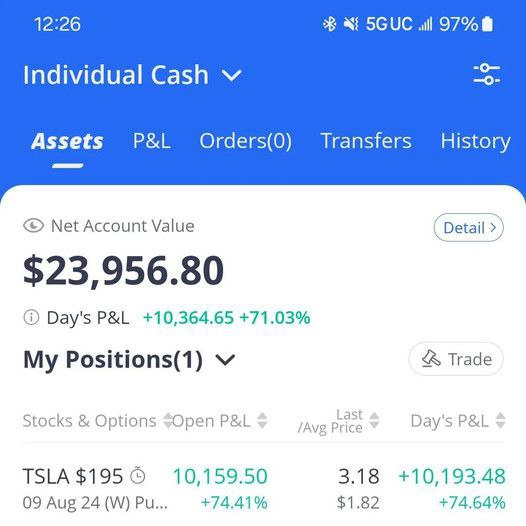 12:26 5GUC 97%
Individual Cash
Assets P&L Orders(0) Transfers History
Net Account Value Detail >
$23,956.80
Day's P&L +10,364.65 +71.03%
My Positions(1) Trade
Stocks & Options Open P&L Last /Avg Price Day's P&L
TSLA $195 10,159.50 3.18 +10,193.48
09 Aug 24 (W) Pu... +74.41% $1.82 +74.64%